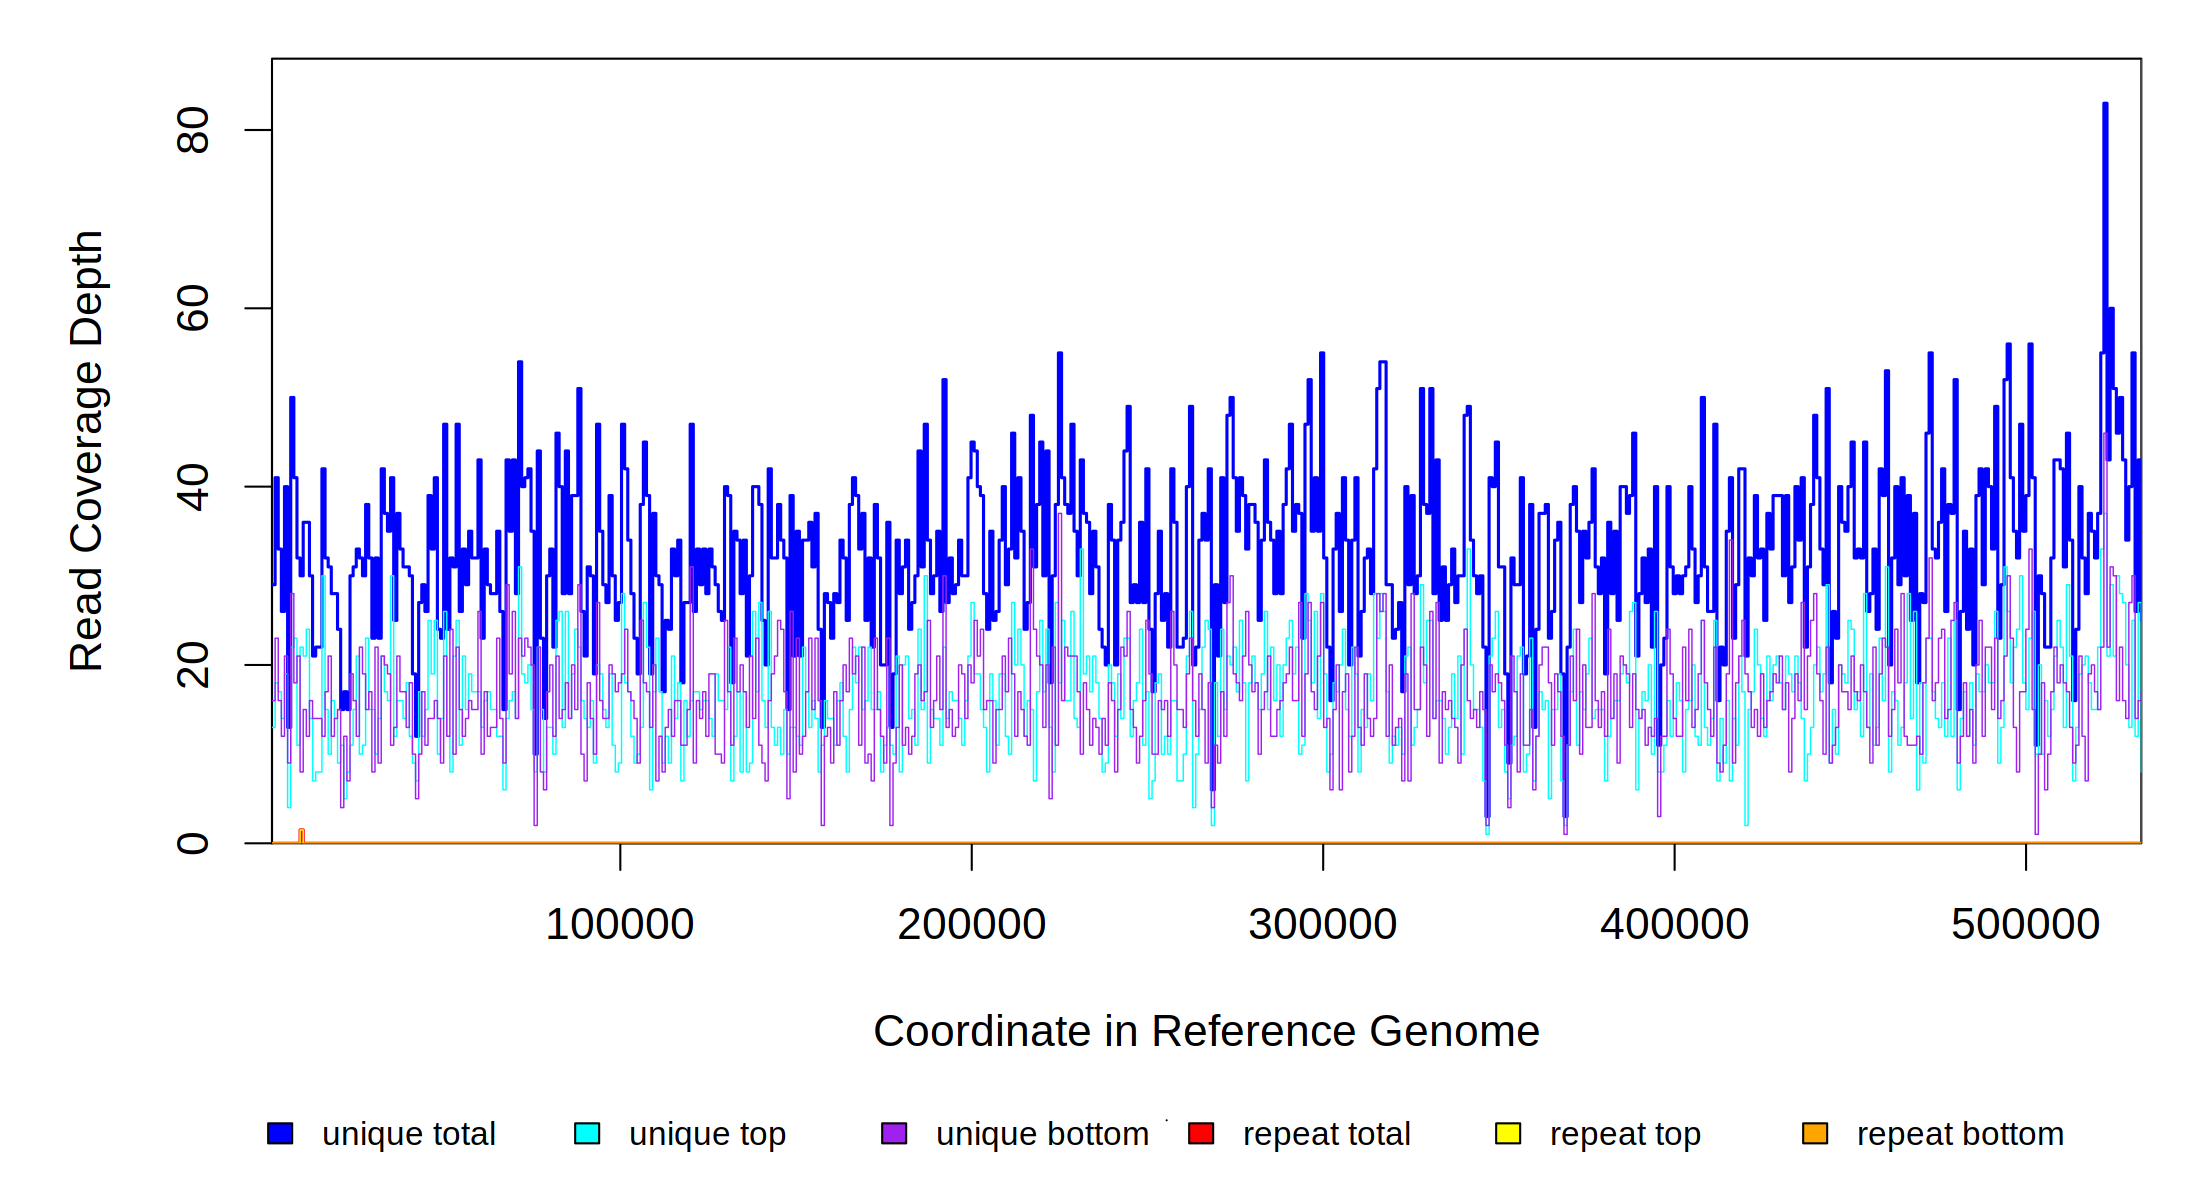 80
60
40
20
0
Read Coverage Depth
100000 200000 300000 400000 500000
Coordinate in Reference Genome
unique total unique top unique bottom repeat total repeat top repeat bottom